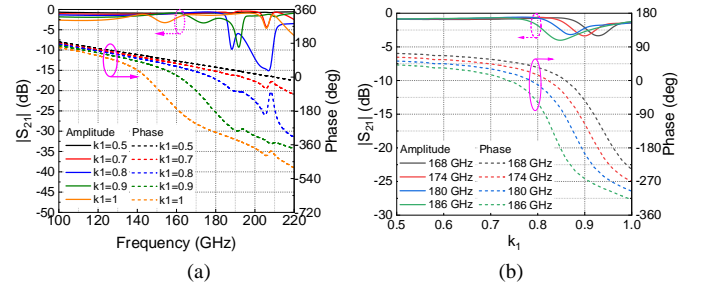 0
-5
-10
-15
-20
-25
-30
-35
-40
-45
-50
|S21| (dB)
360
180
0
-180
-360
-540
-720
Phase (deg)
Amplitude Phase
k1=0.5 k1=0.5
k1=0.7 k1=0.7
k1=0.8 k1=0.8
k1=0.9 k1=0.9
k1=1 k1=1
100 120 140 160 180 200 220
Frequency (GHz)
(a)
0
-5
-10
-15
-20
-25
-30
|S21| (dB)
180
90
0
-90
-180
-270
-360
Phase (deg)
Amplitude Phase
168 GHz 168 GHz
174 GHz 174 GHz
180 GHz 180 GHz
186 GHz 186 GHz
0.5 0.6 0.7 0.8 0.9 1.0
k1
(b)